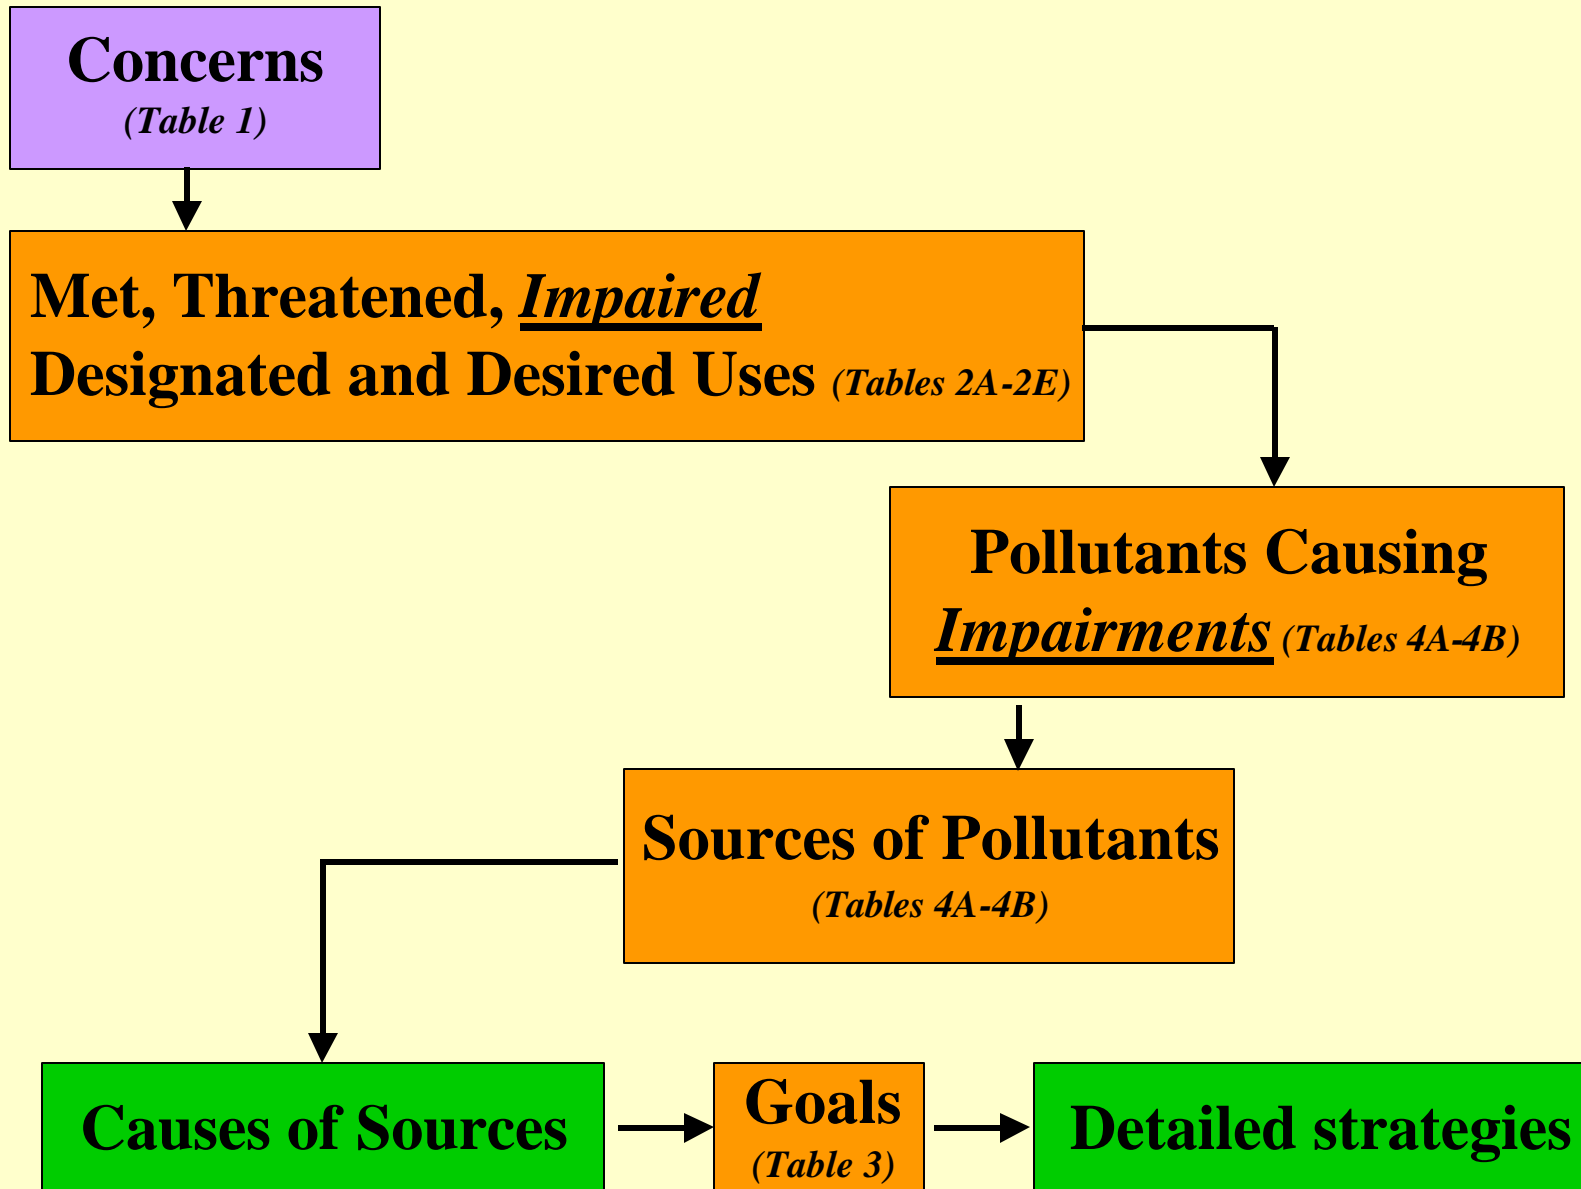 Concerns
(Table 1)
Met, Threatened, Impaired
Designated and Desired Uses (Tables 2A-2E)
Pollutants Causing
Impairments (Tables 4A-4B)
Sources of Pollutants
(Tables 4A-4B)
Causes of Sources
Goals
(Table 3)
Detailed strategies